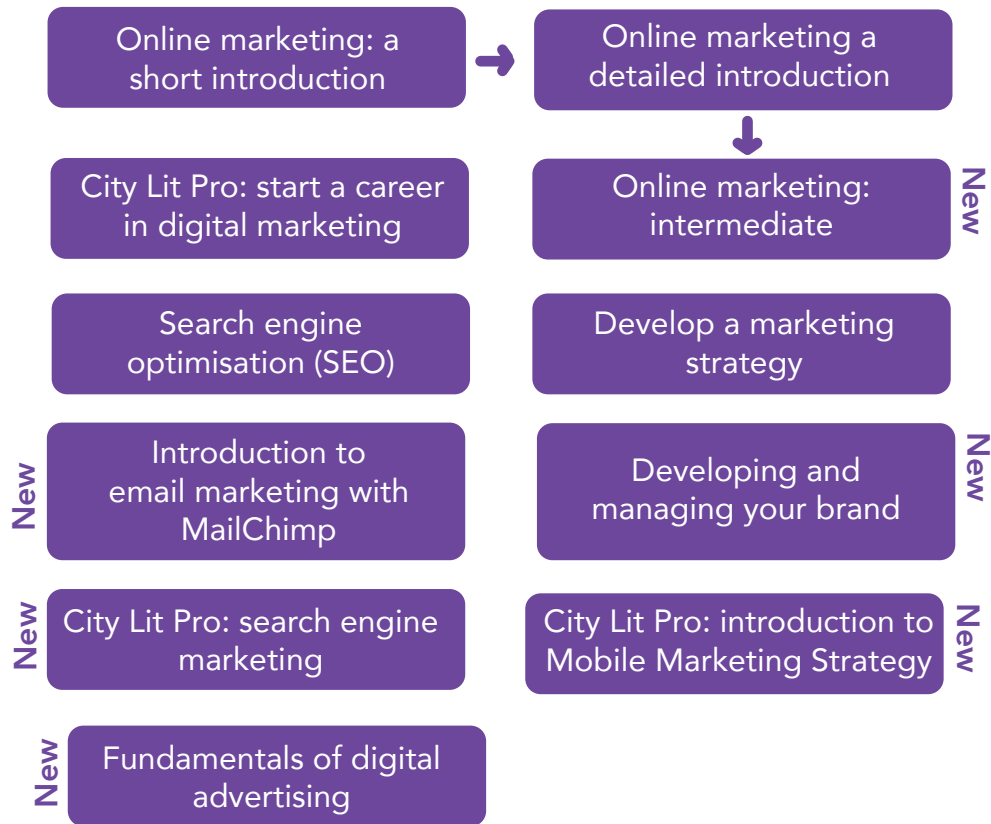 Online marketing: a
short introduction
Online marketing a
detailed introduction
City Lit Pro: start a career
in digital marketing
Online marketing:
intermediate
New
Search engine
optimisation (SEO)
Develop a marketing
strategy
New
Introduction to
email marketing with
MailChimp
Developing and
managing your brand
New
New
City Lit Pro: search engine
marketing
City Lit Pro: introduction to
Mobile Marketing Strategy
New
New
Fundamentals of digital
advertising